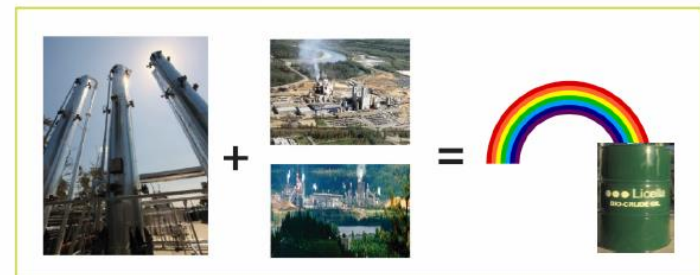 +
=
Licella
BIO-CRUDE OIL